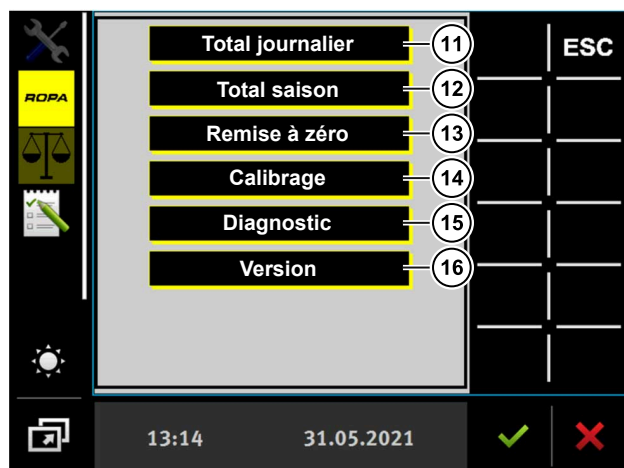 Total journalier 11
ESC
Total saison 12
ROPA
Remise à zéro 13
Calibrage 14
Diagnostic 15
Version 16
13:14 31.05.2021